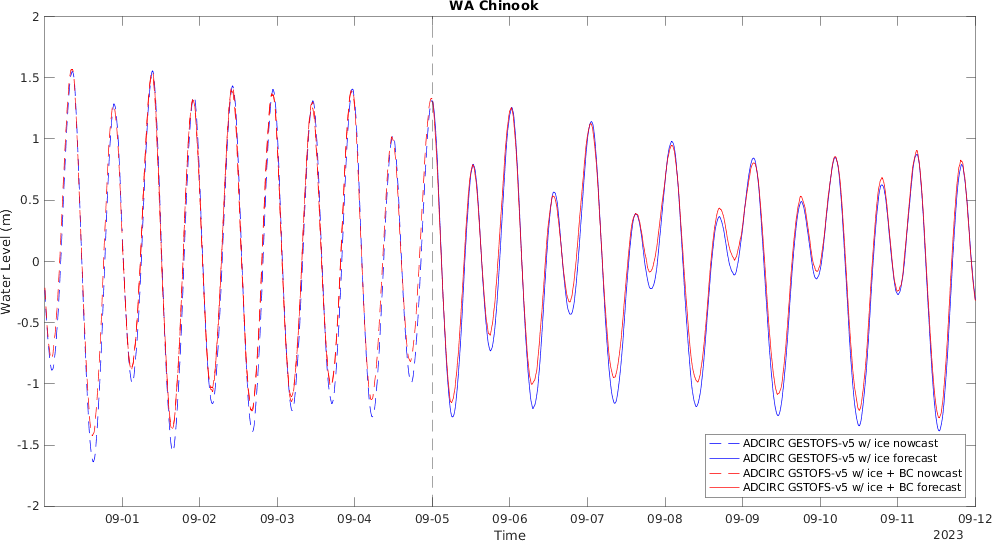 WA Chinook
2
1.5
1
0.5
0
-0.5
-1
-1.5
-2
Water Level (m)
09-01 09-02 09-03 09-04 09-05 09-06 09-07 09-08 09-09 09-10 09-11 09-12
Time
2023
ADCIRC GESTOFS-v5 w/ ice nowcast
ADCIRC GESTOFS-v5 w/ ice forecast
ADCIRC GSTOFS-v5 w/ ice + BC nowcast
ADCIRC GSTOFS-v5 w/ ice + BC forecast